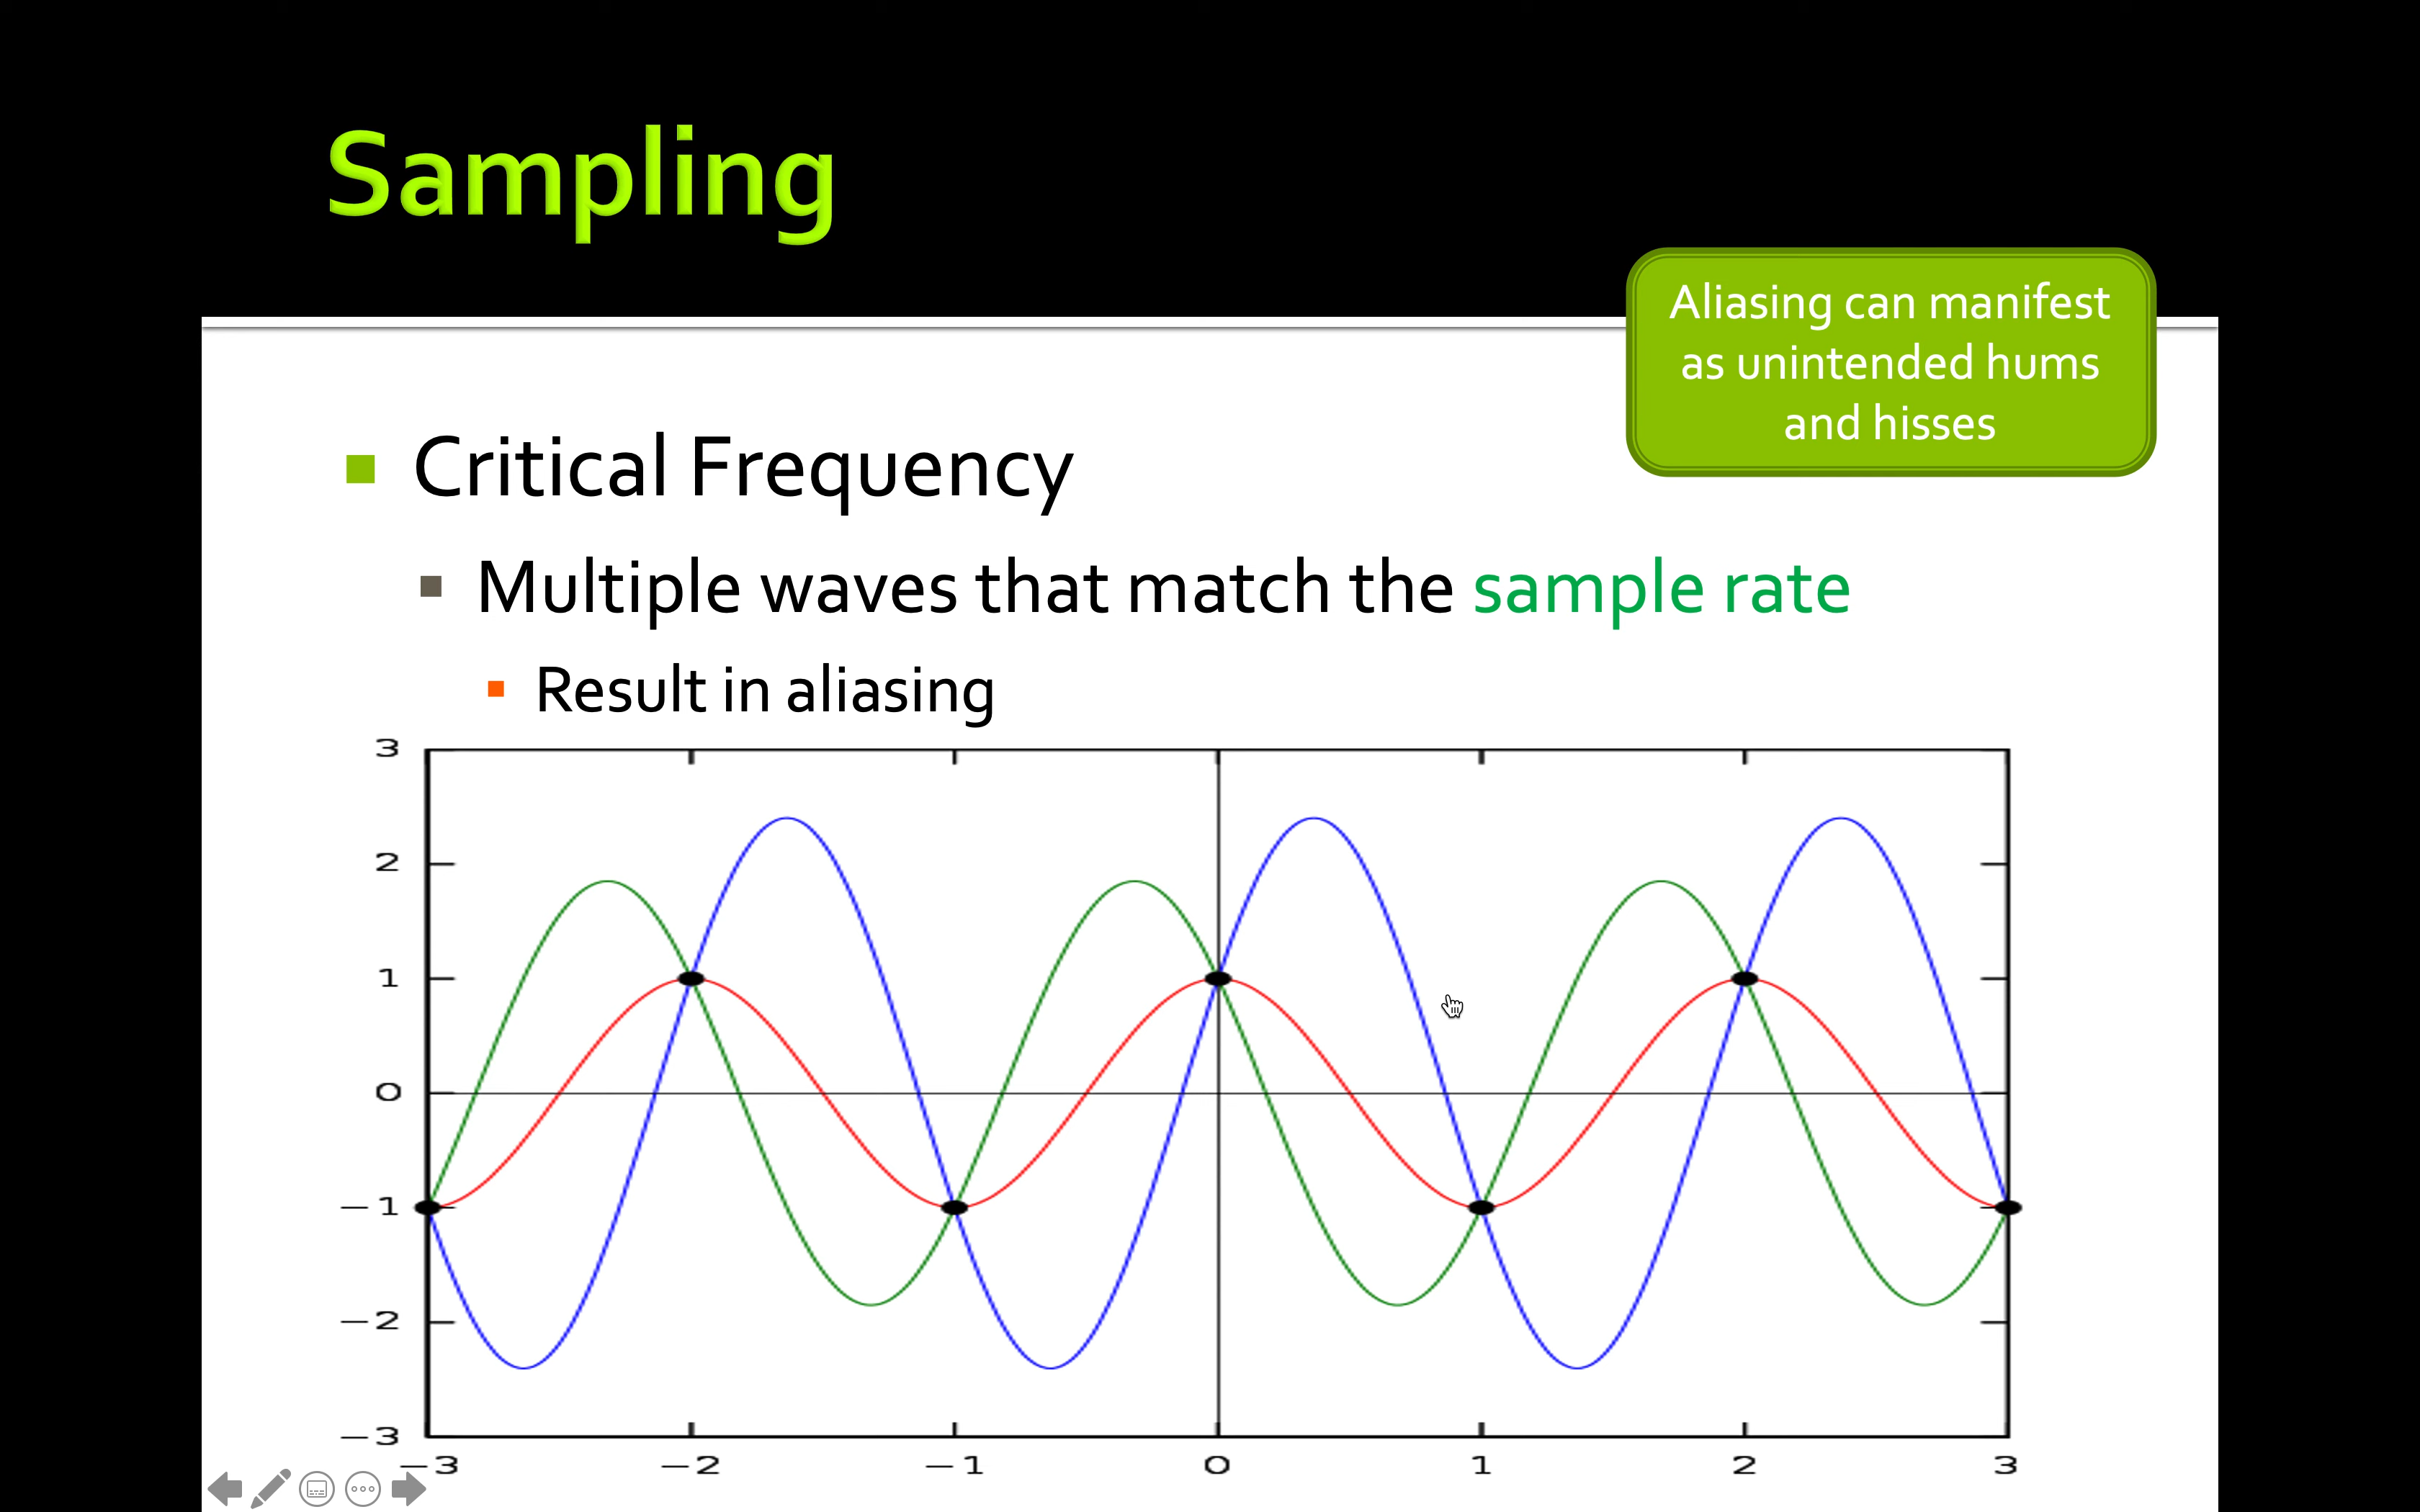 Sampling
Aliasing can manifest
as unintended hums
and hisses
Critical Frequency
Multiple waves that match the sample rate
Result in aliasing
3
2
1
0
−1
−2
−3
−3 −2 −1 0 1 2 3